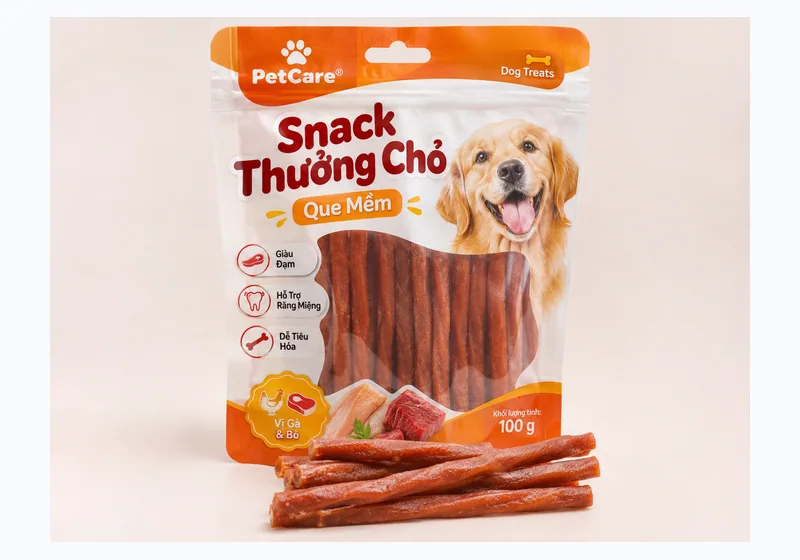 PetCare®
Dog Treats
Snack
Thưởng Chỏ
Que Mềm
Giàu
Đạm
Hỗ Trợ
Răng Miệng
Dễ Tiêu
Hóa
Vị Gà
& Bò
Khối lượng tịnh:
100 g